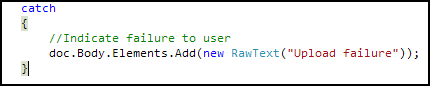 catch
{
//Indicate failure to user
doc.Body.Elements.Add(new RawText("Upload failure"));
}